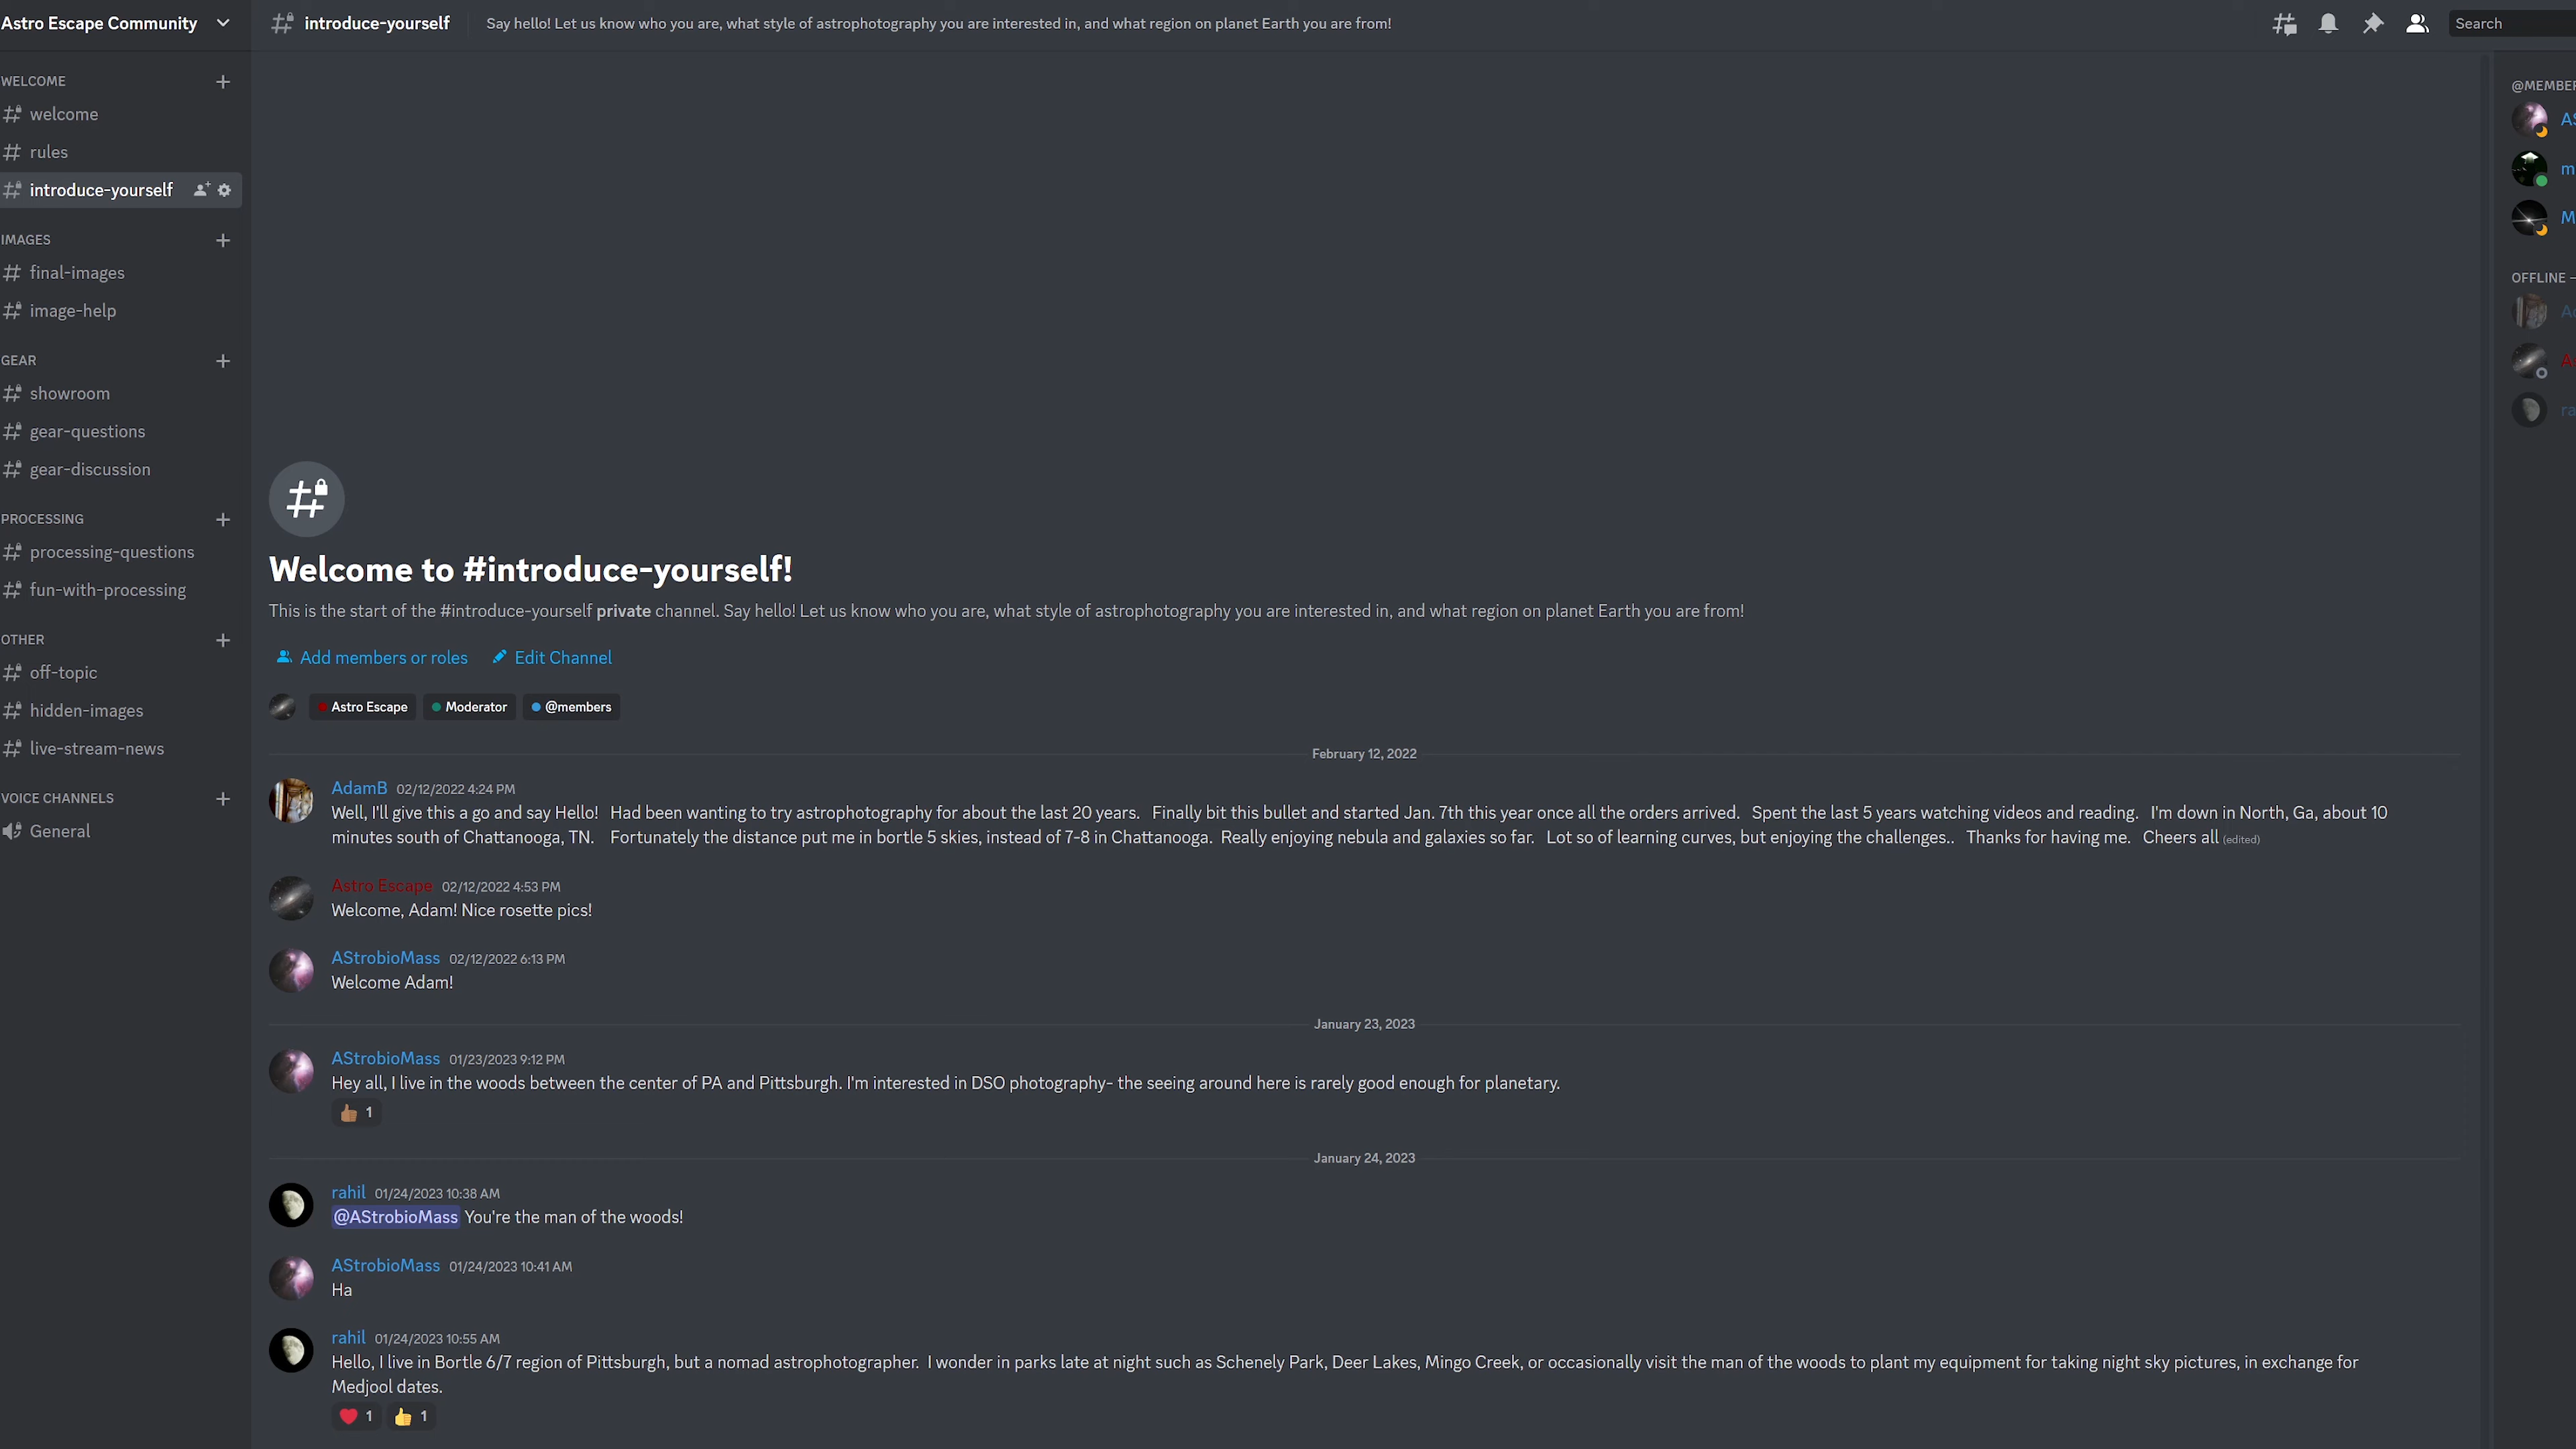 Astro Escape Community
introduce-yourself
Say hello! Let us know who you are, what style of astrophotography you are interested in, and what region on planet Earth you are from!
Search
WELCOME
welcome
rules
introduce-yourself
IMAGES
final-images
image-help
GEAR
showroom
gear-questions
gear-discussion
PROCESSING
processing-questions
fun-with-processing
OTHER
off-topic
hidden-images
live-stream-news
VOICE CHANNELS
General
Welcome to #introduce-yourself!
This is the start of the #introduce-yourself private channel. Say hello! Let us know who you are, what style of astrophotography you are interested in, and what region on planet Earth you are from!
Add members or roles Edit Channel
Astro Escape Moderator @members
February 12, 2022
AdamB 02/12/2022 4:24 PM
Well, I'll give this a go and say Hello! Had been wanting to try astrophotography for about the last 20 years. Finally bit this bullet and started Jan. 7th this year once all the orders arrived. Spent the last 5 years watching videos and reading. I'm down in North, Ga, about 10
minutes south of Chattanooga, TN. Fortunately the distance put me in bortle 5 skies, instead of 7-8 in Chattanooga. Really enjoying nebula and galaxies so far. Lot so of learning curves, but enjoying the challenges.. Thanks for having me. Cheers all (edited)
Astro Escape 02/12/2022 4:53 PM
Welcome, Adam! Nice rosette pics!
AStrobioMass 02/12/2022 6:13 PM
Welcome Adam!
January 23, 2023
AStrobioMass 01/23/2023 9:12 PM
Hey all, I live in the woods between the center of PA and Pittsburgh. I'm interested in DSO photography- the seeing around here is rarely good enough for planetary.
1
January 24, 2023
rahil 01/24/2023 10:38 AM
@AStrobioMass You're the man of the woods!
AStrobioMass 01/24/2023 10:41 AM
Ha
rahil 01/24/2023 10:55 AM
Hello, I live in Bortle 6/7 region of Pittsburgh, but a nomad astrophotographer. I wonder in parks late at night such as Schenely Park, Deer Lakes, Mingo Creek, or occasionally visit the man of the woods to plant my equipment for taking night sky pictures, in exchange for
Medjool dates.
1 1
@MEMBER
AS
m
M
OFFLINE —
Ad
A
ra